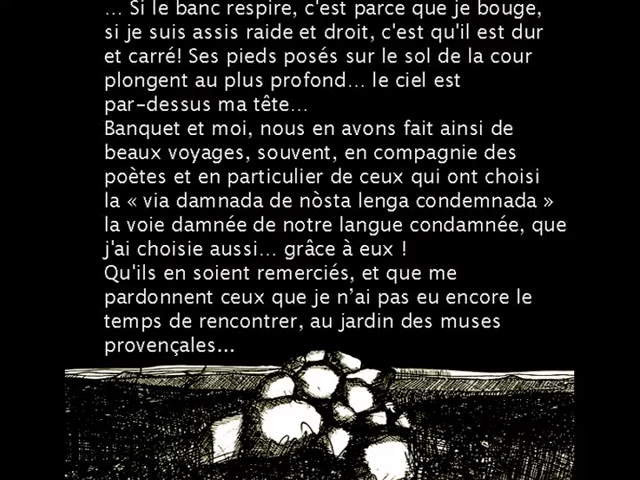 ... Si le banc respire, c'est parce que je bouge,
si je suis assis raide et droit, c'est qu'il est dur
et carré! Ses pieds posés sur le sol de la cour
plongent au plus profond... le ciel est
par-dessus ma tête...
Banquet et moi, nous en avons fait ainsi de
beaux voyages, souvent, en compagnie des
poètes et en particulier de ceux qui ont choisi
la « via damnada de nòsta lenga condemnada »
la voie damnée de notre langue condamnée, que
j'ai choisie aussi... grâce à eux !
Qu'ils en soient remerciés, et que me
pardonnent ceux que je n’ai pas eu encore le
temps de rencontrer, au jardin des muses
provençales...